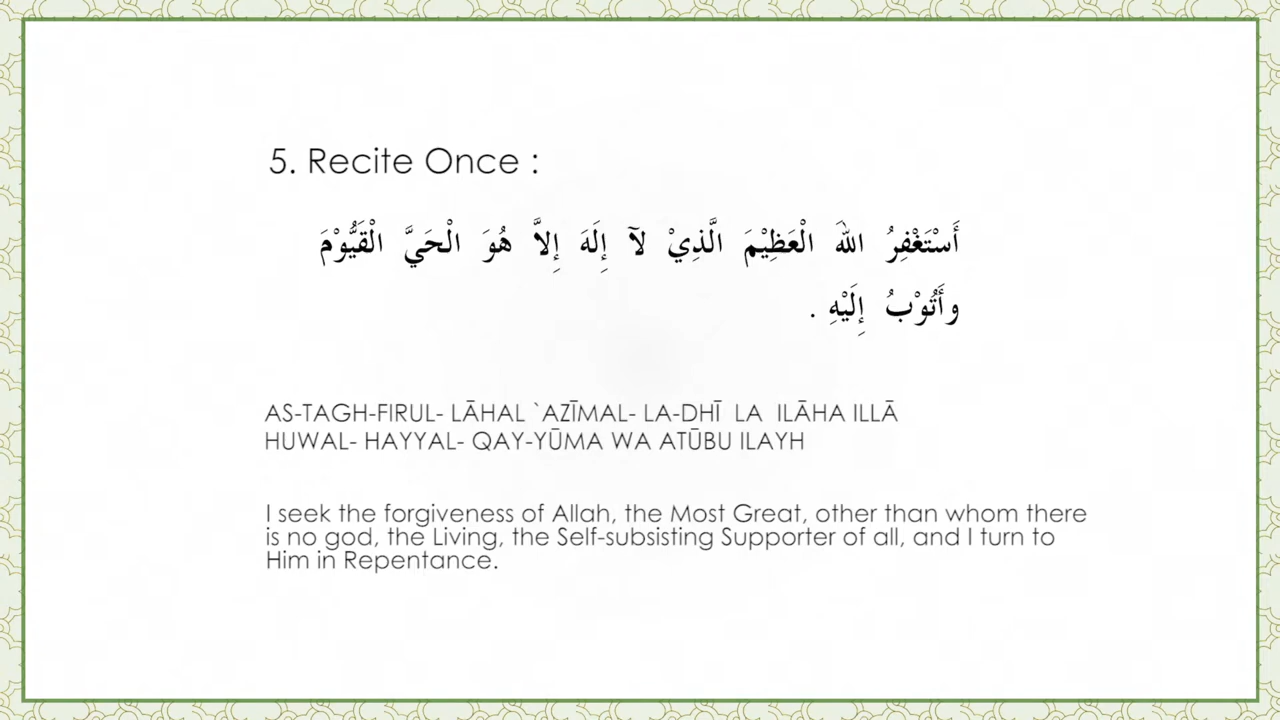 5. Recite Once :
أَسْتَغْفِرُ اللهَ الْعَظِيْمَ الَّذِيْ لآ إِلَهَ إِلاَّ هُوَ الْحَيَّ الْقَيُّوْمَ
وأَتُوْبُ إِلَيْهِ .
AS-TAGH-FIRUL- LĀHAL `AZĪMAL- LA-DHĪ LA ILĀHA ILLĀ
HUWAL- HAYYAL- QAY-YŪMA WA ATŪBU ILAYH
I seek the forgiveness of Allah, the Most Great, other than whom there
is no god, the Living, the Self-subsisting Supporter of all, and I turn to
Him in Repentance.